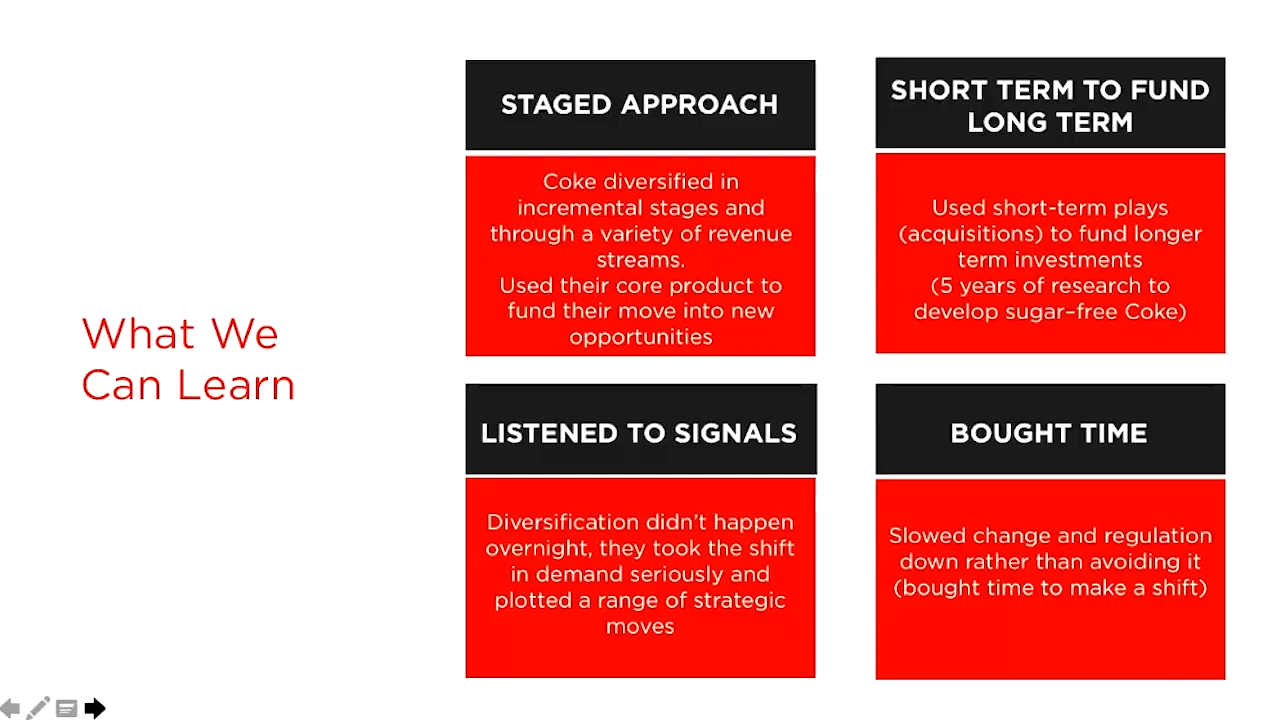 What We
Can Learn
STAGED APPROACH
Coke diversified in
incremental stages and
through a variety of revenue
streams.
Used their core product to
fund their move into new
opportunities
SHORT TERM TO FUND
LONG TERM
Used short-term plays
(acquisitions) to fund longer
term investments
(5 years of research to
develop sugar–free Coke)
LISTENED TO SIGNALS
Diversification didn’t happen
overnight, they took the shift
in demand seriously and
plotted a range of strategic
moves
BOUGHT TIME
Slowed change and regulation
down rather than avoiding it
(bought time to make a shift)